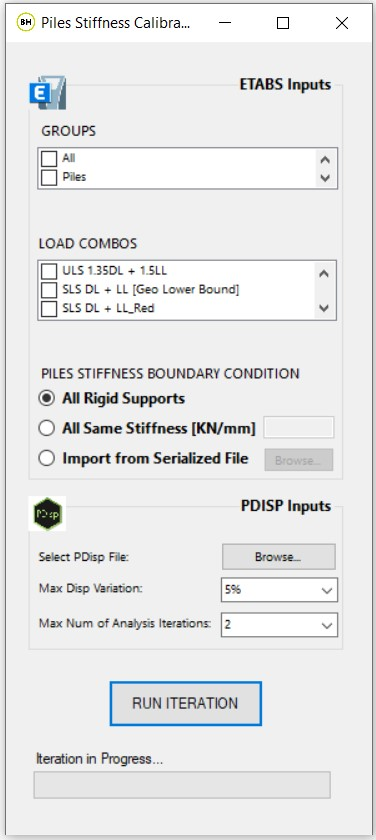 BH Piles Stiffness Calibra...
ETABS Inputs
E
GROUPS
All
Piles
LOAD COMBOS
ULS 1.35DL + 1.5LL
SLS DL + LL [Geo Lower Bound]
SLS DL + LL_Red
PILES STIFFNESS BOUNDARY CONDITION
All Rigid Supports
All Same Stiffness [KN/mm]
Import from Serialized File
Browse...
PDisp
PDISP Inputs
Select PDisp File:
Browse...
Max Disp Variation:
5%
Max Num of Analysis Iterations:
2
RUN ITERATION
Iteration in Progress...